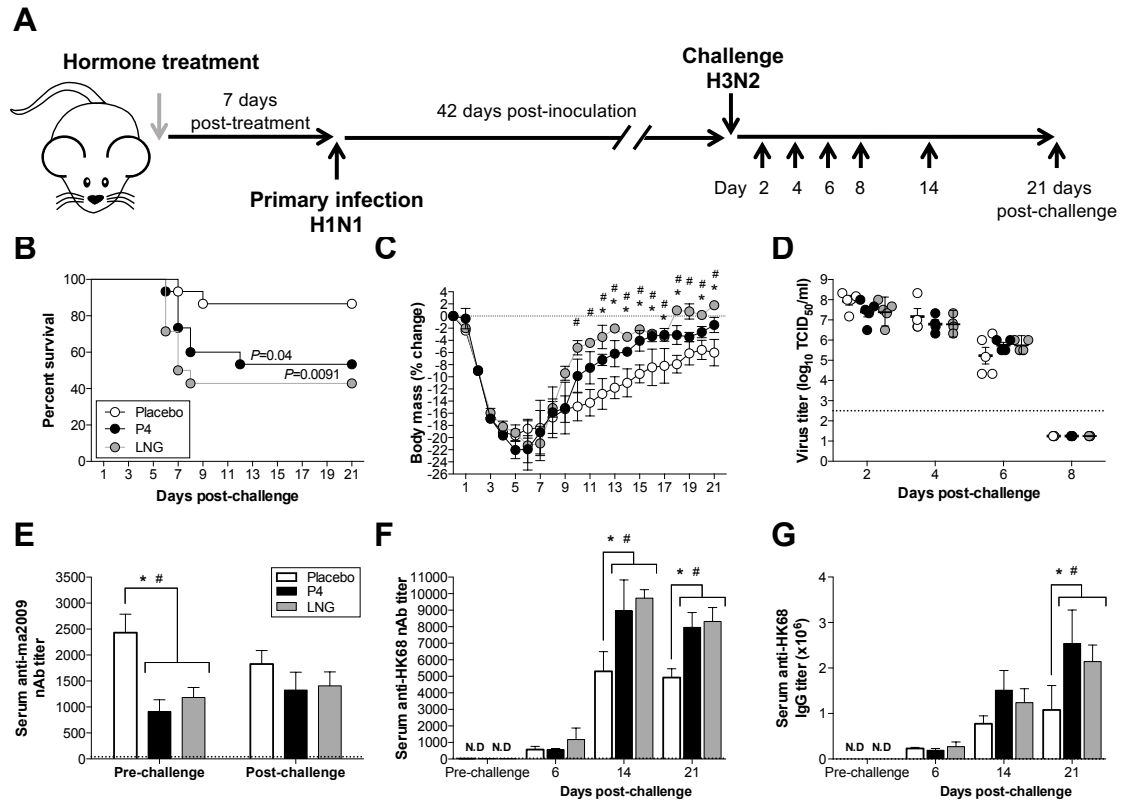 A
Hormone treatment
7 days
post-treatment
Primary infection
H1N1
42 days post-inoculation
Challenge
H3N2
Day 2 4 6 8 14 21 days
post-challenge
B
Percent survival
100
80
60
40
20
0
P=0.04
P=0.0091
Placebo
P4
LNG
1 3 5 7 9 11 13 15 17 19 21
Days post-challenge
C
Body mass (% change)
4
2
0
-2
-4
-6
-8
-10
-12
-14
-16
-18
-20
-22
-24
-26
# # # # # # # # # # # #
* * * * * * * * *
1 3 5 7 9 11 13 15 17 19 21
Days post-challenge
D
Virus titer (log10 TCID50/ml)
9
8
7
6
5
4
3
2
1
0
2 4 6 8
Days post-challenge
E
Serum anti-ma2009
nAb titer
3500
3000
2500
2000
1500
1000
500
0
* #
Placebo
P4
LNG
Pre-challenge Post-challenge
F
Serum anti-HK68 nAb titer
11000
10000
9000
8000
7000
6000
5000
4000
3000
2000
1000
0
* #
* #
N.D N.D
Pre-challenge 6 14 21
Days post-challenge
G
Serum anti-HK68
IgG titer (x10⁶)
4
3
2
1
0
* #
N.D N.D
Pre-challenge 6 14 21
Days post-challenge